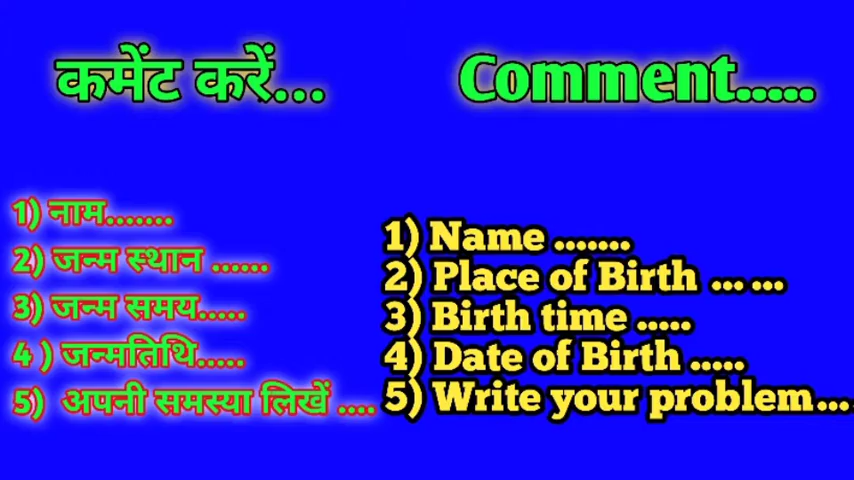 कमेंट करें...
Comment.....
1) नाम.......
2) जन्म स्थान ......
3) जन्म समय.....
4 ) जन्मतिथि.....
5) अपनी समस्या लिखें ....
1) Name .......
2) Place of Birth ... ...
3) Birth time .....
4) Date of Birth .....
5) Write your problem...